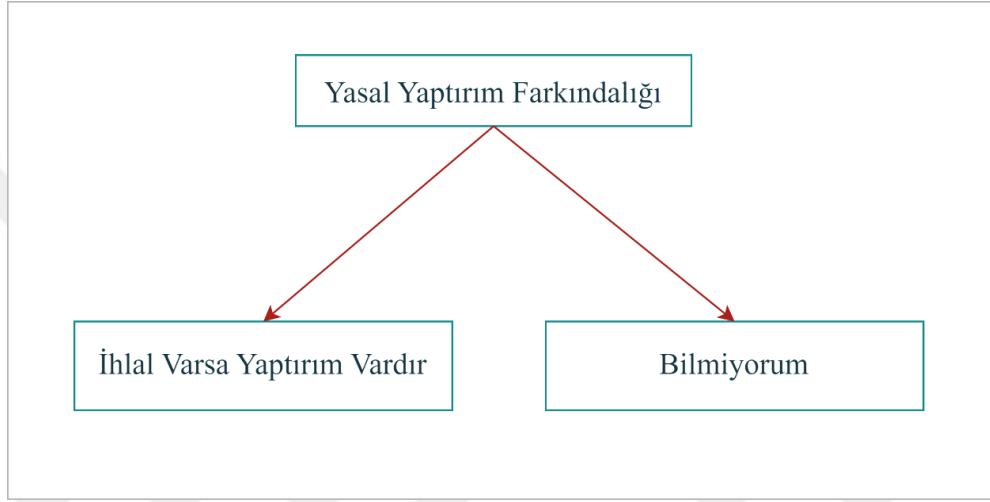 Yasal Yaptırım Farkındalığı
İhlal Varsa Yaptırım Vardır
Bilmiyorum